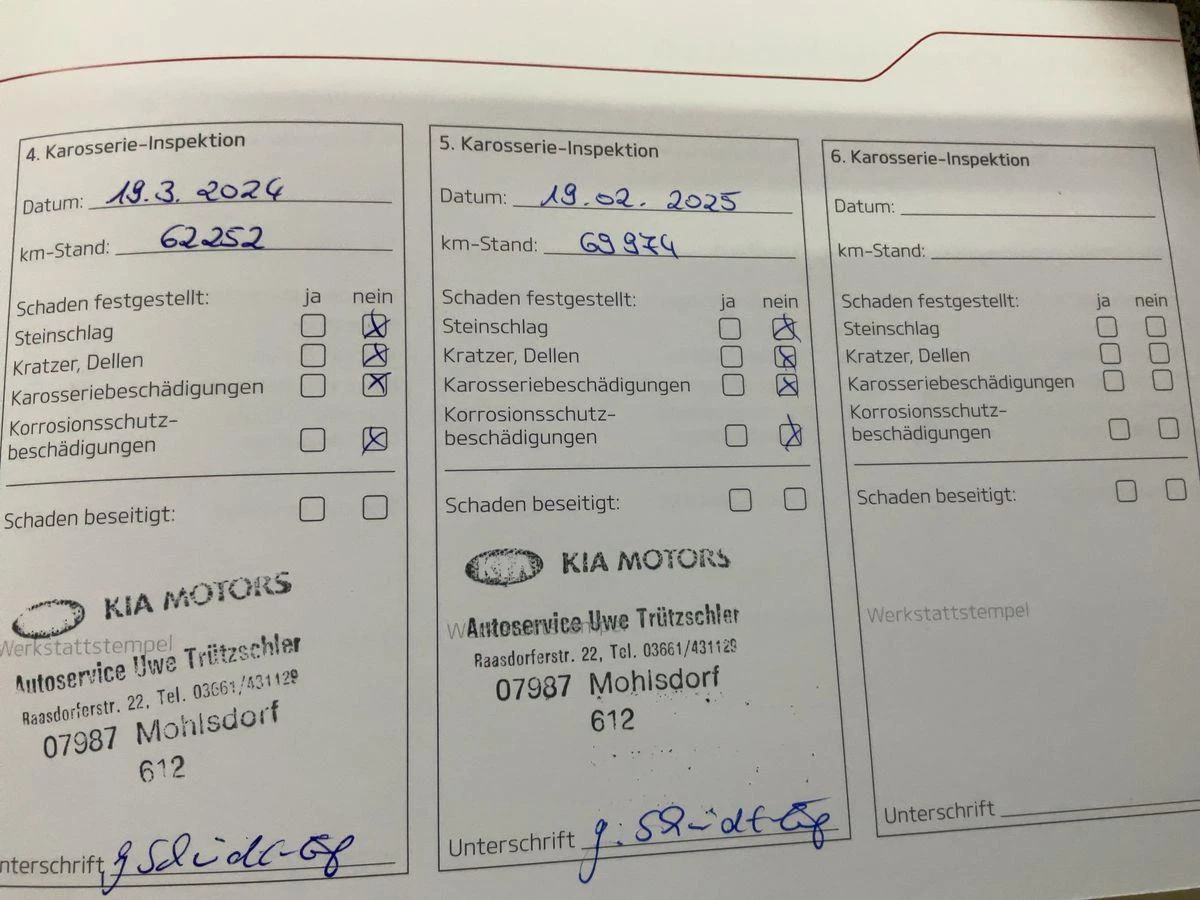 4. Karosserie-Inspektion
Datum: 19.3. 2024
km-Stand: 62252
Schaden festgestellt: ja nein
Steinschlag
Kratzer, Dellen
Karosseriebeschädigungen
Korrosionsschutz-
beschädigungen
Schaden beseitigt:
KIA MOTORS
Werkstattstempel
Autoservice Uwe Trützschler
Raasdorferstr. 22, Tel. 03661/431129
07987 Mohlsdorf
612
nterschrift
5. Karosserie-Inspektion
Datum: 19.02. 2025
km-Stand: 69974
Schaden festgestellt: ja nein
Steinschlag
Kratzer, Dellen
Karosseriebeschädigungen
Korrosionsschutz-
beschädigungen
Schaden beseitigt:
KIA KIA MOTORS
Autoservice Uwe Trützschler
Raasdorferstr. 22, Tel. 03661/431129
07987 Mohlsdorf
612
Unterschrift
6. Karosserie-Inspektion
Datum:
km-Stand:
Schaden festgestellt: ja nein
Steinschlag
Kratzer, Dellen
Karosseriebeschädigungen
Korrosionsschutz-
beschädigungen
Schaden beseitigt:
Werkstattstempel
Unterschrift